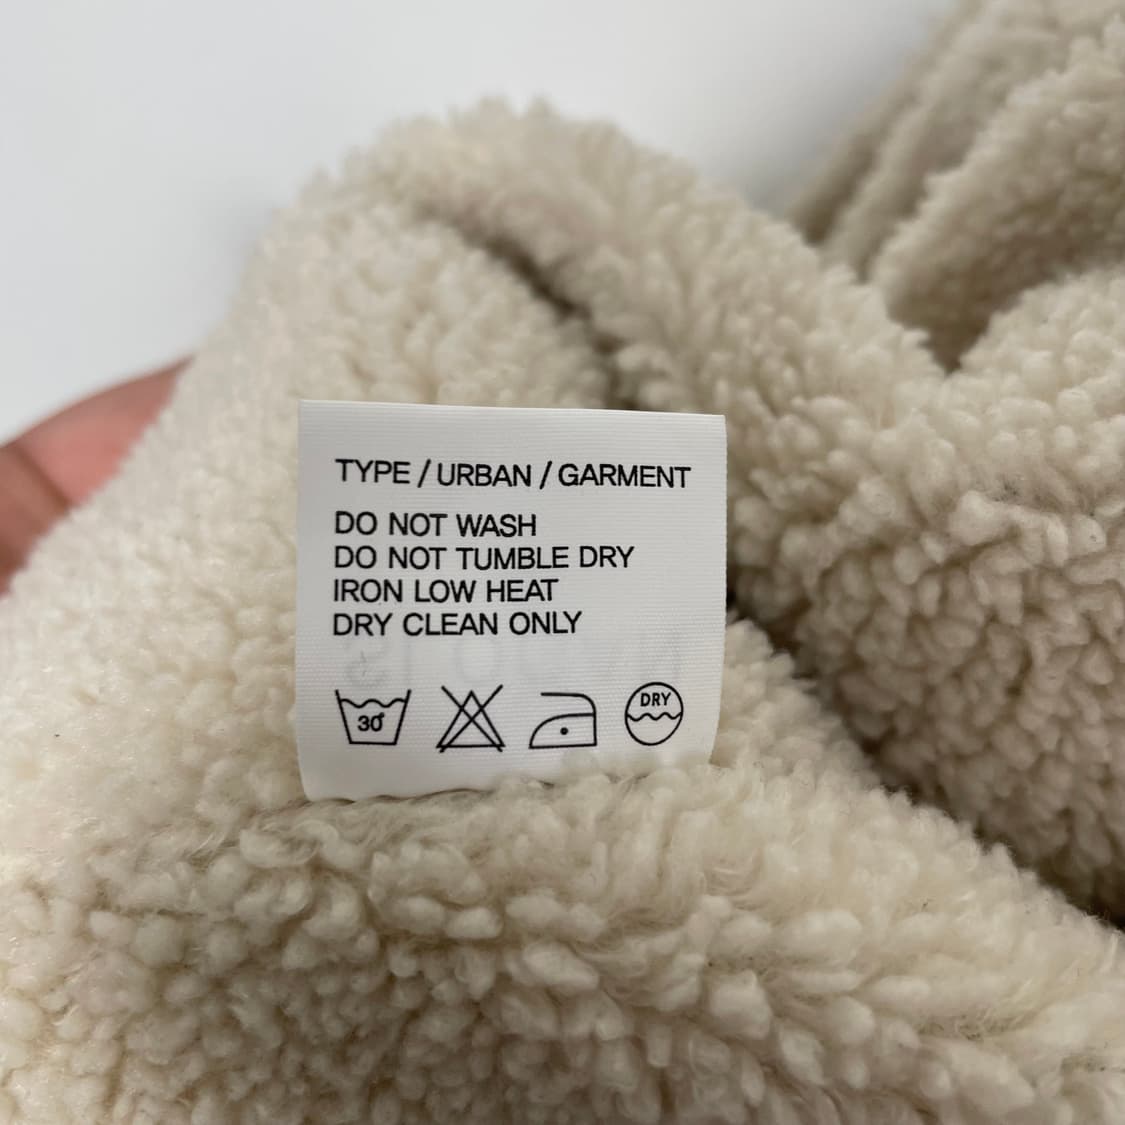 TYPE / URBAN / GARMENT
DO NOT WASH
DO NOT TUMBLE DRY
IRON LOW HEAT
DRY CLEAN ONLY
30° DRY